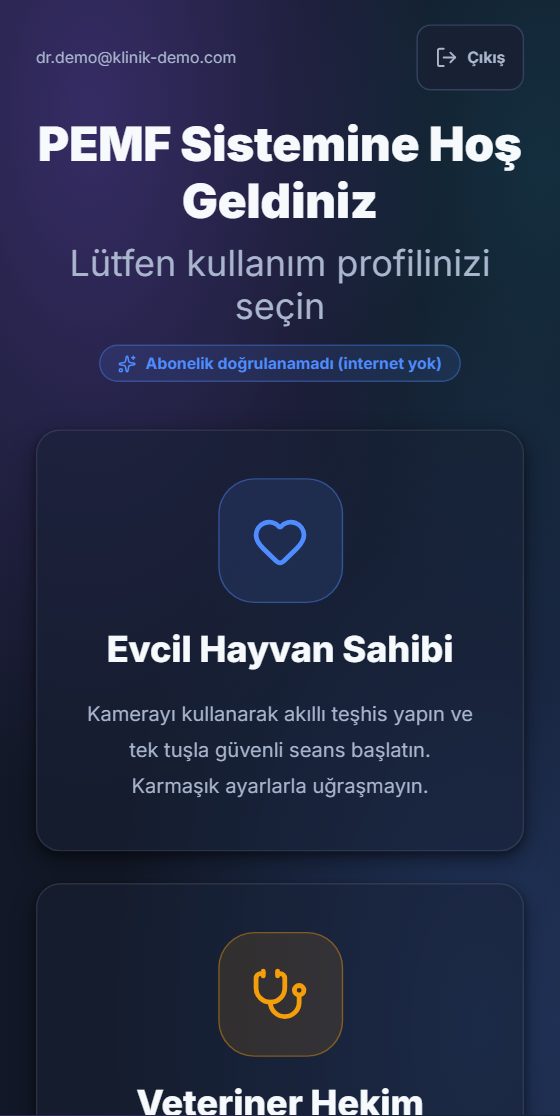 dr.demo@klinik-demo.com
Çıkış
PEMF Sistemine Hoş
Geldiniz
Lütfen kullanım profilinizi
seçin
Abonelik doğrulanamadı (internet yok)
Evcil Hayvan Sahibi
Kamerayı kullanarak akıllı teşhis yapın ve
tek tuşla güvenli seans başlatın.
Karmaşık ayarlarla uğraşmayın.
Veteriner Hekim